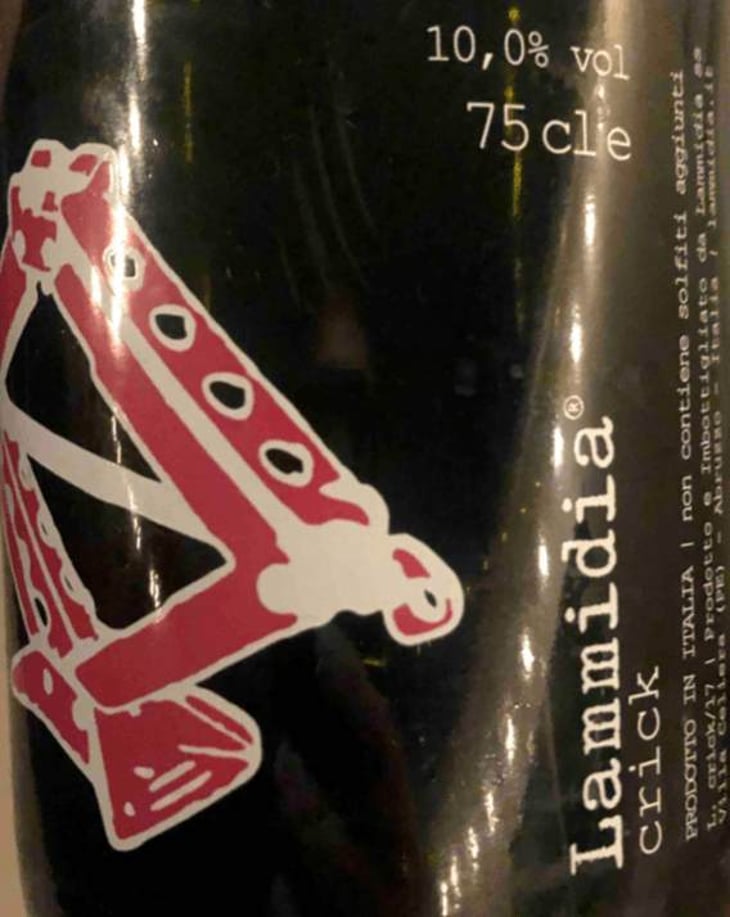 10,0% vol
75 cl e
Lammidia®
crick
PRODOTTO IN ITALIA | non contiene solfiti aggiunti
L. crick/17 | Prodotto e Imbottigliato da Lammidia ss
Villa Celiera (PE) - Abruzzo - Italia / lammidia.it